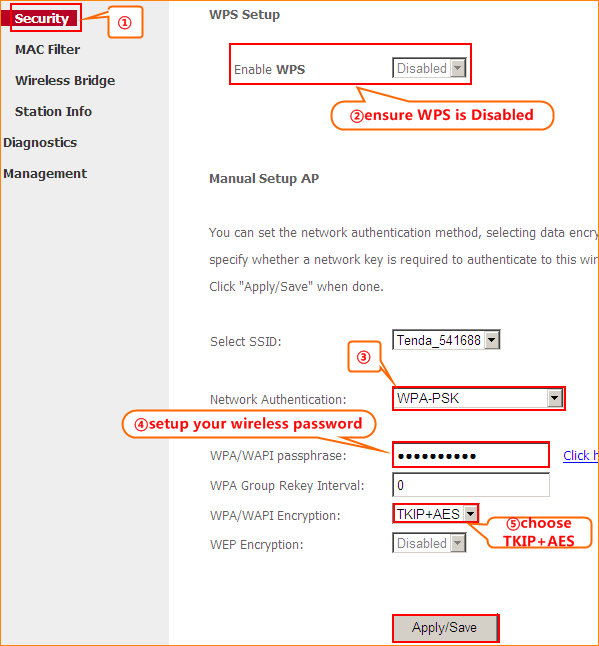 Security
①
MAC Filter
Wireless Bridge
Station Info
Diagnostics
Management
WPS Setup
Enable WPS
Disabled
②ensure WPS is Disabled
Manual Setup AP
You can set the network authentication method, selecting data encry
specify whether a network key is required to authenticate to this wir
Click "Apply/Save" when done.
Select SSID:
Tenda_541688
③
Network Authentication:
WPA-PSK
④setup your wireless password
WPA/WAPI passphrase:
●●●●●●●●●●
Click h
WPA Group Rekey Interval:
0
WPA/WAPI Encryption:
TKIP+AES
⑤choose
TKIP+AES
WEP Encryption:
Disabled
Apply/Save